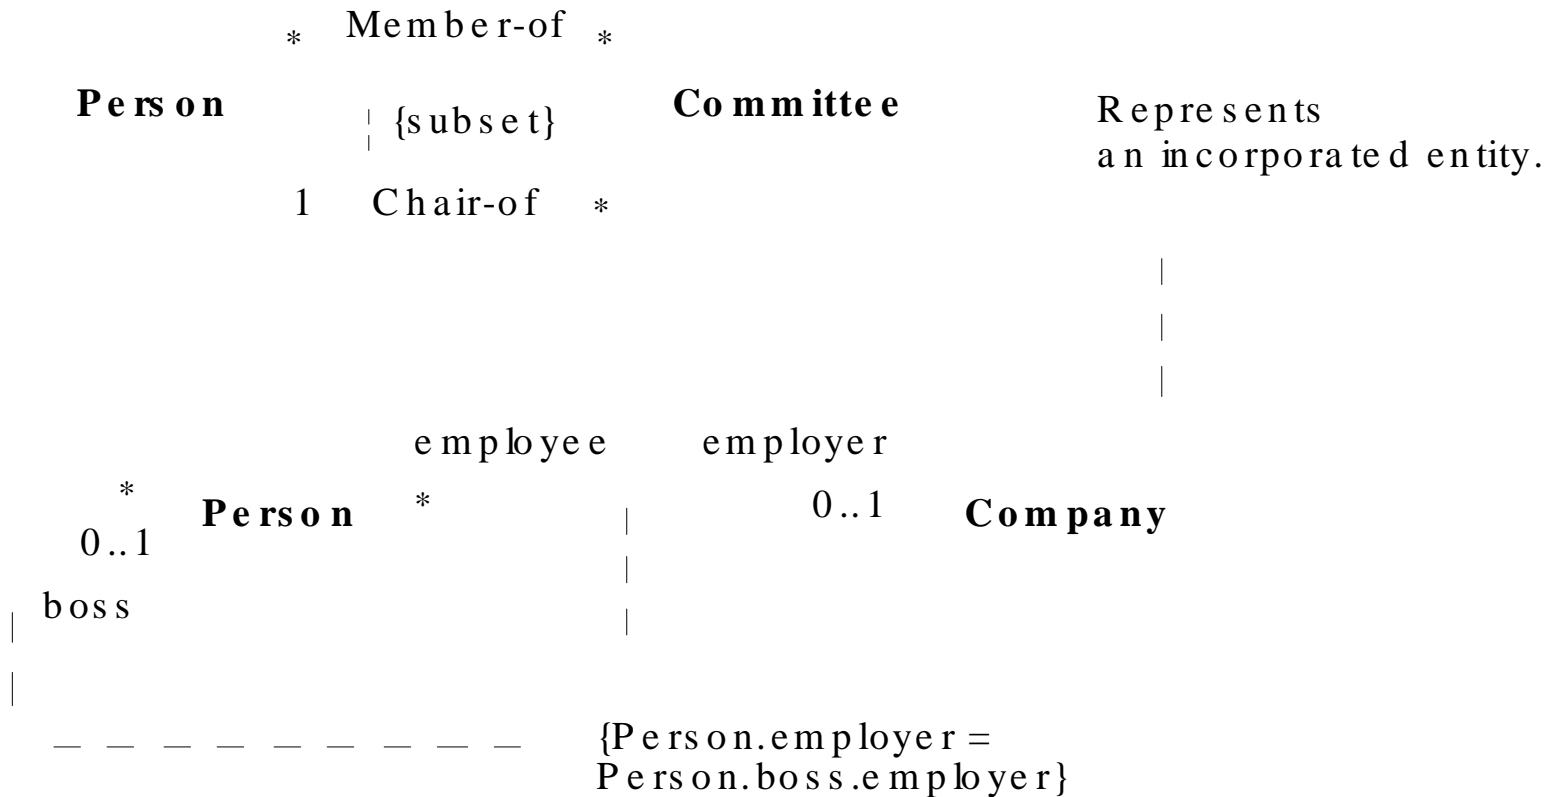 * Member-of *
Person {subset} Committee
Represents
an incorporated entity.
1 Chair-of *
employee employer
* Person * 0..1 Company
0..1
boss
{Person.employer =
Person.boss.employer}